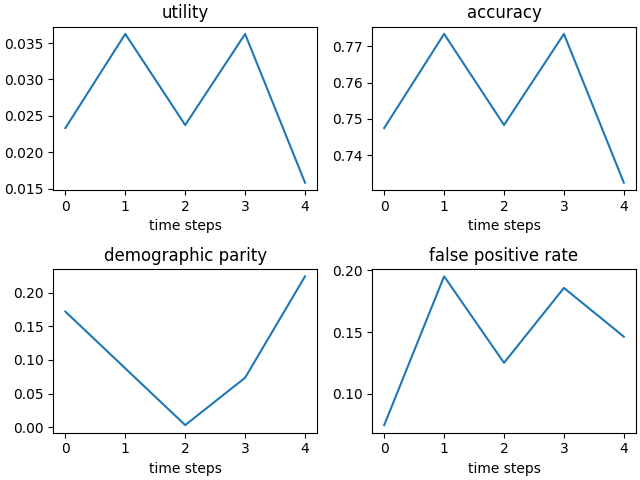 utility
0.035
0.030
0.025
0.020
0.015
0 1 2 3 4
time steps
accuracy
0.77
0.76
0.75
0.74
0 1 2 3 4
time steps
demographic parity
0.20
0.15
0.10
0.05
0.00
0 1 2 3 4
time steps
false positive rate
0.20
0.15
0.10
0 1 2 3 4
time steps